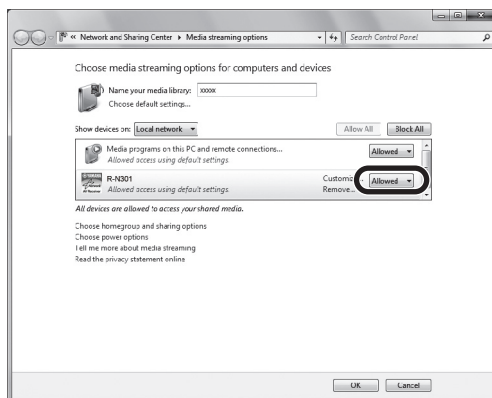 « Network and Sharing Center ▸ Media streaming options
Search Control Panel
Choose media streaming options for computers and devices
Name your media library: xxxxx
Choose default settings...
Show devices on: Local network
Allow All
Block All
Media programs on this PC and remote connections...
Allowed access using default settings.
Allowed
R-N301
Allowed access using default settings.
Customize...
Remove...
Allowed
All devices are allowed to access your shared media.
Choose homegroup and sharing options
Choose power options
Tell me more about media streaming
Read the privacy statement online
OK
Cancel